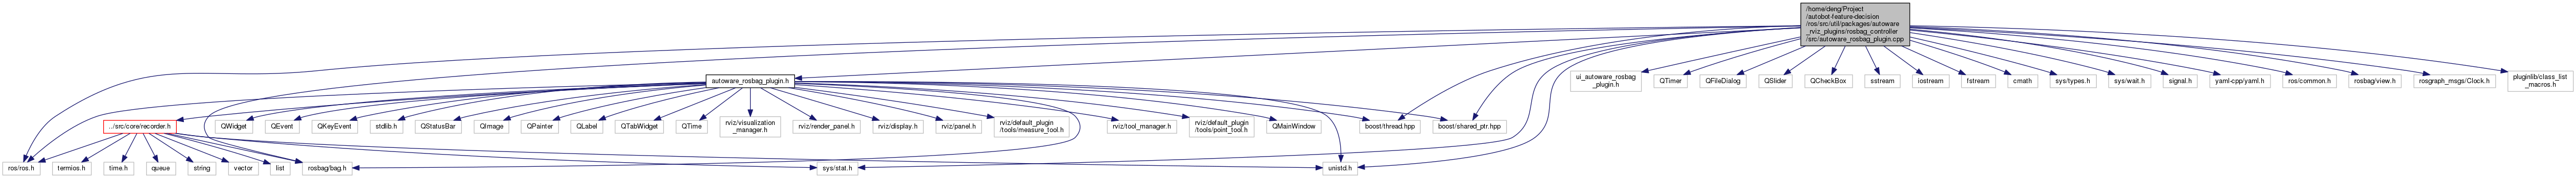 /home/deng/Project
/autobot-feature-decision
/ros/src/util/packages/autoware
_rviz_plugins/rosbag_controller
/src/autoware_rosbag_plugin.cpp
autoware_rosbag_plugin.h
ui_autoware_rosbag
_plugin.h
QTimer
QFileDialog
QSlider
QCheckBox
sstream
iostream
fstream
cmath
sys/types.h
sys/wait.h
signal.h
yaml-cpp/yaml.h
ros/common.h
rosbag/view.h
rosgraph_msgs/Clock.h
pluginlib/class_list
_macros.h
../src/core/recorder.h
QWidget
QEvent
QKeyEvent
stdlib.h
QStatusBar
QImage
QPainter
QLabel
QTabWidget
QTime
rviz/visualization
_manager.h
rviz/render_panel.h
rviz/display.h
rviz/panel.h
rviz/default_plugin
/tools/measure_tool.h
rviz/tool_manager.h
rviz/default_plugin
/tools/point_tool.h
QMainWindow
boost/thread.hpp
boost/shared_ptr.hpp
ros/ros.h
termios.h
time.h
queue
string
vector
list
rosbag/bag.h
sys/stat.h
unistd.h